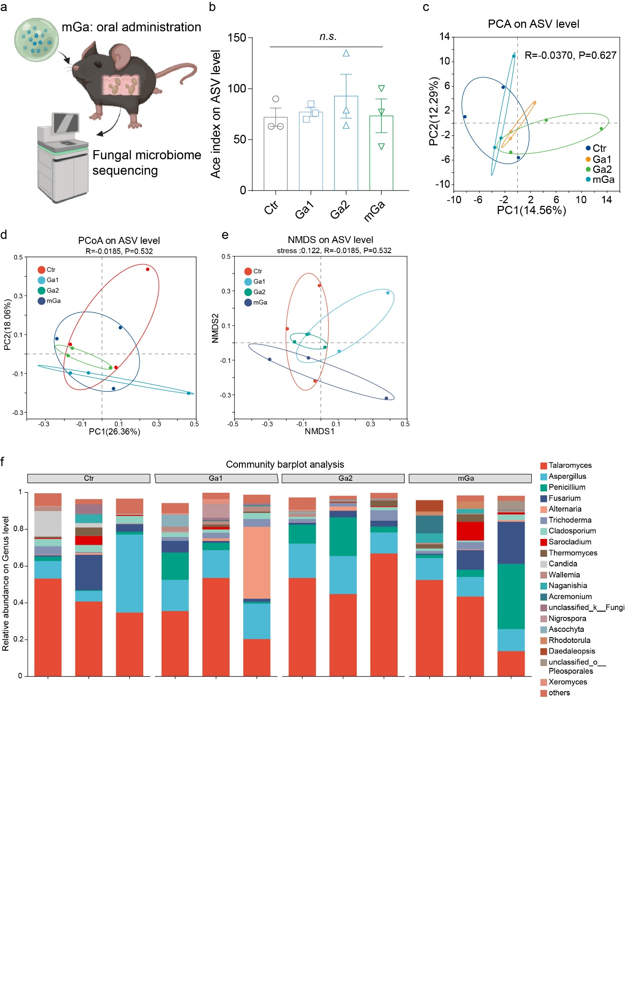 a
mGa: oral administration
Fungal microbiome
sequencing
b
n.s.
Ace index on ASV level
150
100
50
0
Ctr
Ga1
Ga2
mGa
c
PCA on ASV level
R=-0.0370, P=0.627
PC2(12.29%)
14
10
6
2
-2
-6
-10
Ctr
Ga1
Ga2
mGa
-10 -6 -2 2 6 10 14
PC1(14.56%)
d
PCoA on ASV level
R=-0.0185, P=0.532
Ctr
Ga1
Ga2
mGa
PC2(18.06%)
0.5
0.3
0.1
-0.1
-0.3
-0.3 -0.1 0.1 0.3 0.5
PC1(26.36%)
e
NMDS on ASV level
stress :0.122, R=-0.0185, P=0.532
Ctr
Ga1
Ga2
mGa
NMDS2
0.5
0.3
0.1
-0.1
-0.3
-0.5 -0.3 -0.1 0.1 0.3 0.5
NMDS1
f
Community barplot analysis
Ctr Ga1 Ga2 mGa
Relative abundance on Genus level
1
0.8
0.6
0.4
0.2
0
Talaromyces
Aspergillus
Penicillium
Fusarium
Alternaria
Trichoderma
Cladosporium
Sarocladium
Thermomyces
Candida
Wallemia
Naganishia
Acremonium
unclassified_k__Fungi
Nigrospora
Ascochyta
Rhodotorula
Daedaleopsis
unclassified_o__
Pleosporales
Xeromyces
others